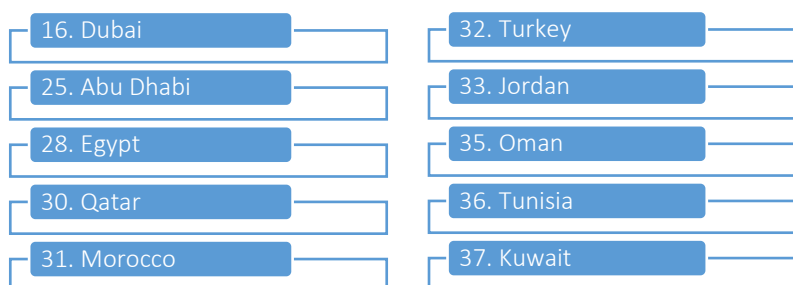 16. Dubai
25. Abu Dhabi
28. Egypt
30. Qatar
31. Morocco
32. Turkey
33. Jordan
35. Oman
36. Tunisia
37. Kuwait